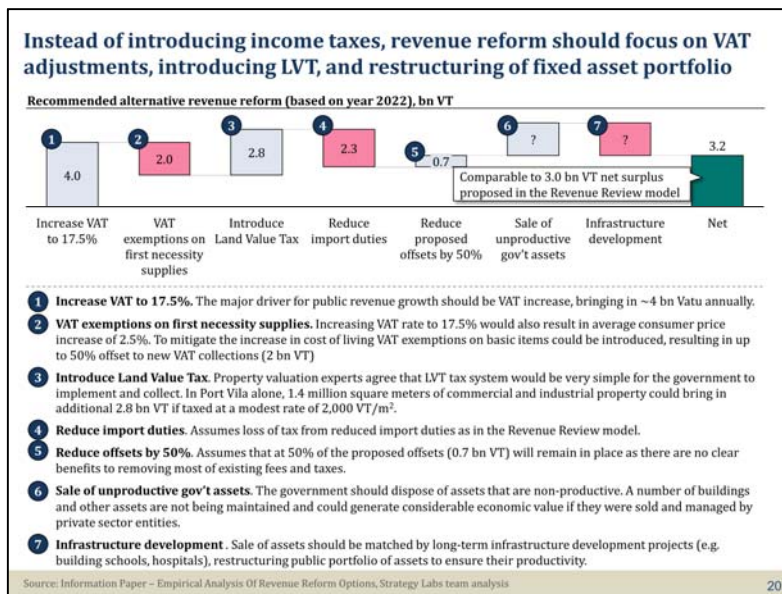 Instead of introducing income taxes, revenue reform should focus on VAT
adjustments, introducing LVT, and restructuring of fixed asset portfolio
Recommended alternative revenue reform (based on year 2022), bn VT
1
4.0
2
2.0
3
2.8
4
2.3
5
0.7
6
?
7
?
3.2
Comparable to 3.0 bn VT net surplus
proposed in the Revenue Review model
Increase VAT
to 17.5%
VAT
exemptions on
first necessity
supplies
Introduce
Land Value Tax
Reduce
import duties
Reduce
proposed
offsets by 50%
Sale of
unproductive
gov't assets
Infrastructure
development
Net
1 Increase VAT to 17.5%. The major driver for public revenue growth should be VAT increase, bringing in ~4 bn Vatu annually.
2 VAT exemptions on first necessity supplies. Increasing VAT rate to 17.5% would also result in average consumer price
increase of 2.5%. To mitigate the increase in cost of living VAT exemptions on basic items could be introduced, resulting in up
to 50% offset to new VAT collections (2 bn VT)
3 Introduce Land Value Tax. Property valuation experts agree that LVT tax system would be very simple for the government to
implement and collect. In Port Vila alone, 1.4 million square meters of commercial and industrial property could bring in
additional 2.8 bn VT if taxed at a modest rate of 2,000 VT/m².
4 Reduce import duties. Assumes loss of tax from reduced import duties as in the Revenue Review model.
5 Reduce offsets by 50%. Assumes that at 50% of the proposed offsets (0.7 bn VT) will remain in place as there are no clear
benefits to removing most of existing fees and taxes.
6 Sale of unproductive gov't assets. The government should dispose of assets that are non-productive. A number of buildings
and other assets are not being maintained and could generate considerable economic value if they were sold and managed by
private sector entities.
7 Infrastructure development . Sale of assets should be matched by long-term infrastructure development projects (e.g.
building schools, hospitals), restructuring public portfolio of assets to ensure their productivity.
Source: Information Paper – Empirical Analysis Of Revenue Reform Options, Strategy Labs team analysis
20